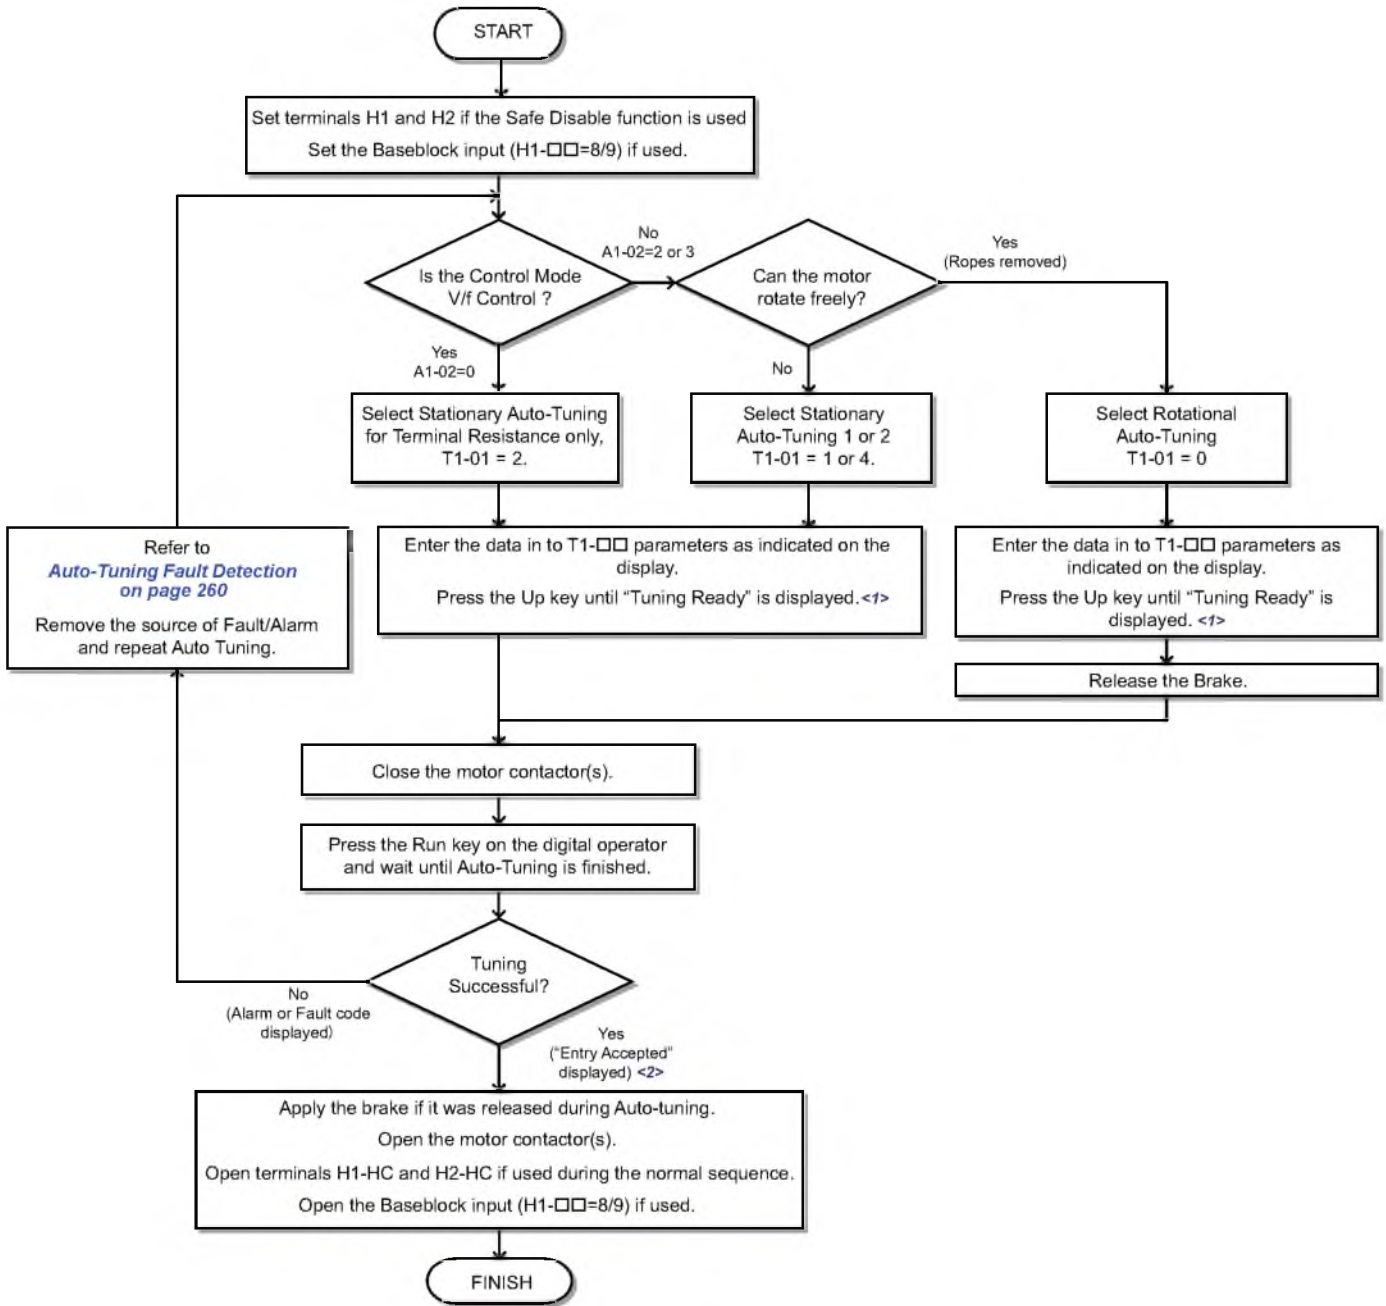 START
Set terminals H1 and H2 if the Safe Disable function is used
Set the Baseblock input (H1-□□=8/9) if used.
Is the Control Mode
V/f Control ?
No
A1-02=2 or 3
Can the motor
rotate freely?
Yes
(Ropes removed)
Yes
A1-02=0
No
Select Stationary Auto-Tuning
for Terminal Resistance only,
T1-01 = 2.
Select Stationary
Auto-Tuning 1 or 2
T1-01 = 1 or 4.
Select Rotational
Auto-Tuning
T1-01 = 0
Refer to
Auto-Tuning Fault Detection
on page 260
Remove the source of Fault/Alarm
and repeat Auto Tuning.
Enter the data in to T1-□□ parameters as indicated on the
display.
Press the Up key until “Tuning Ready” is displayed.<1>
Enter the data in to T1-□□ parameters as
indicated on the display.
Press the Up key until “Tuning Ready” is
displayed. <1>
Release the Brake.
Close the motor contactor(s).
Press the Run key on the digital operator
and wait until Auto-Tuning is finished.
Tuning
Successful?
No
(Alarm or Fault code
displayed)
Yes
(“Entry Accepted”
displayed) <2>
Apply the brake if it was released during Auto-tuning.
Open the motor contactor(s).
Open terminals H1-HC and H2-HC if used during the normal sequence.
Open the Baseblock input (H1-□□=8/9) if used.
FINISH